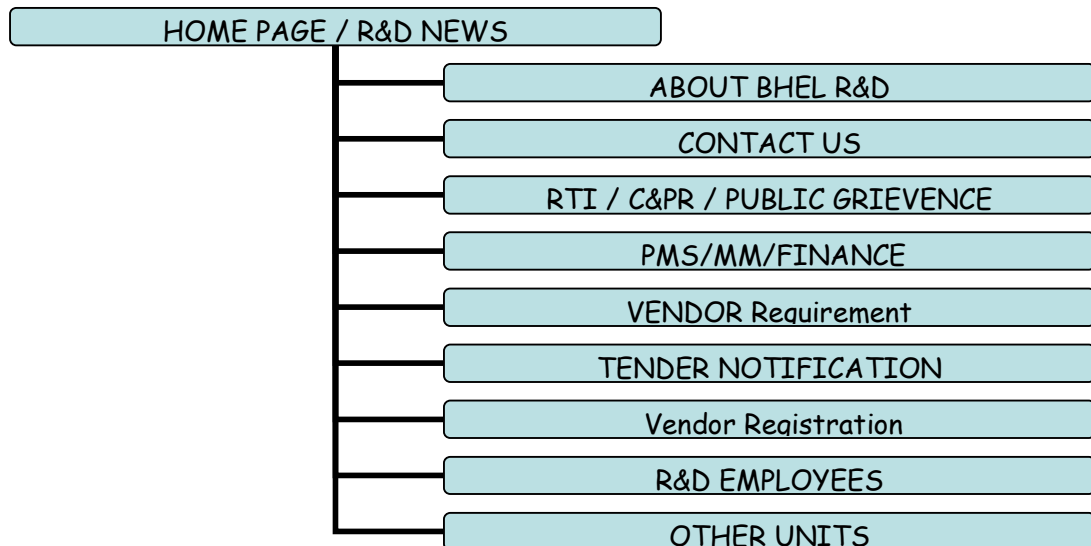 HOME PAGE / R&D NEWS
ABOUT BHEL R&D
CONTACT US
RTI / C&PR / PUBLIC GRIEVENCE
PMS/MM/FINANCE
VENDOR Requirement
TENDER NOTIFICATION
Vendor Registration
R&D EMPLOYEES
OTHER UNITS